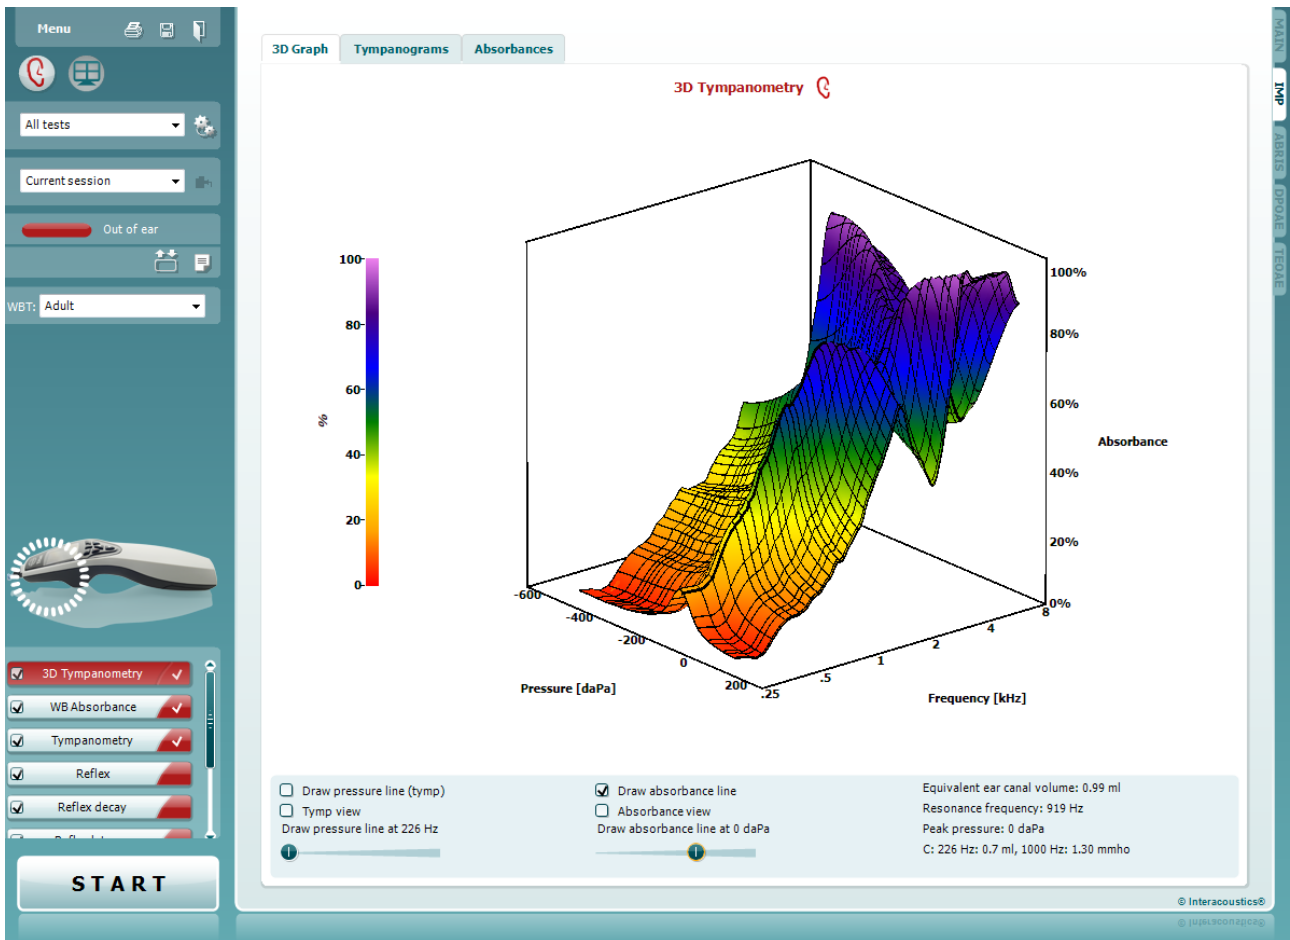 Menu
All tests
Current session
Out of ear
WBT: Adult
3D Tympanometry
WB Absorbance
Tympanometry
Reflex
Reflex decay
START
3D Graph
Tympanograms
Absorbances
3D Tympanometry
100
80
60
40
20
0
%
100%
80%
60%
40%
20%
0%
Absorbance
-600
-400
-200
0
200
Pressure [daPa]
.25
.5
1
2
4
8
Frequency [kHz]
Draw pressure line (tymp)
Tymp view
Draw pressure line at 226 Hz
Draw absorbance line
Absorbance view
Draw absorbance line at 0 daPa
Equivalent ear canal volume: 0.99 ml
Resonance frequency: 919 Hz
Peak pressure: 0 daPa
C: 226 Hz: 0.7 ml, 1000 Hz: 1.30 mmho
MAIN
IMP
ABRIS
DPOAE
TEOAE
© Interacoustics®